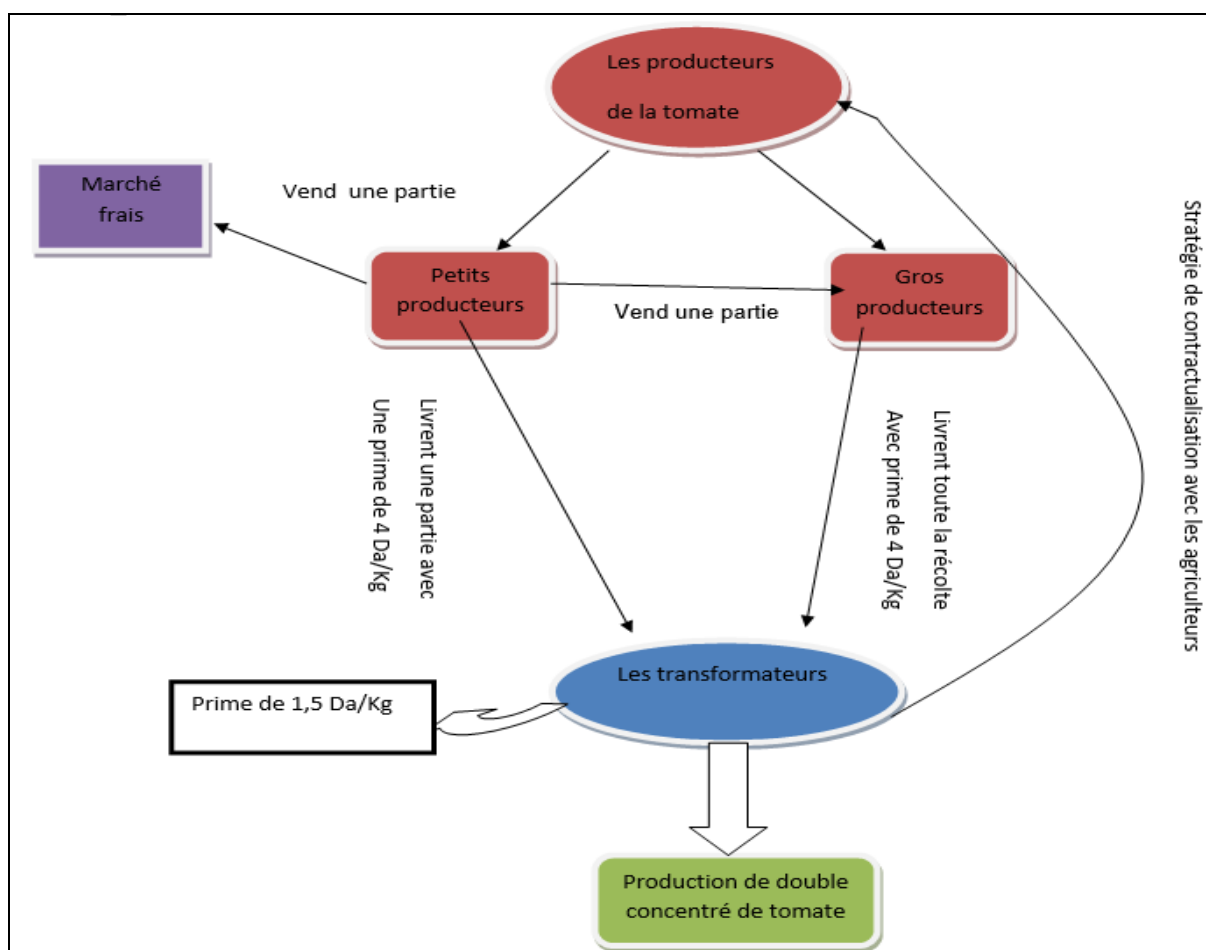 Les producteurs
de la tomate
Marché
frais
Vend une partie
Petits
producteurs
Vend une partie
Gros
producteurs
Livrent une partie avec
Une prime de 4 Da/Kg
Livrent toute la récolte
Avec prime de 4 Da/Kg
Stratégie de contractualisation avec les agriculteurs
Les transformateurs
Prime de 1,5 Da/Kg
Production de double
concentré de tomate